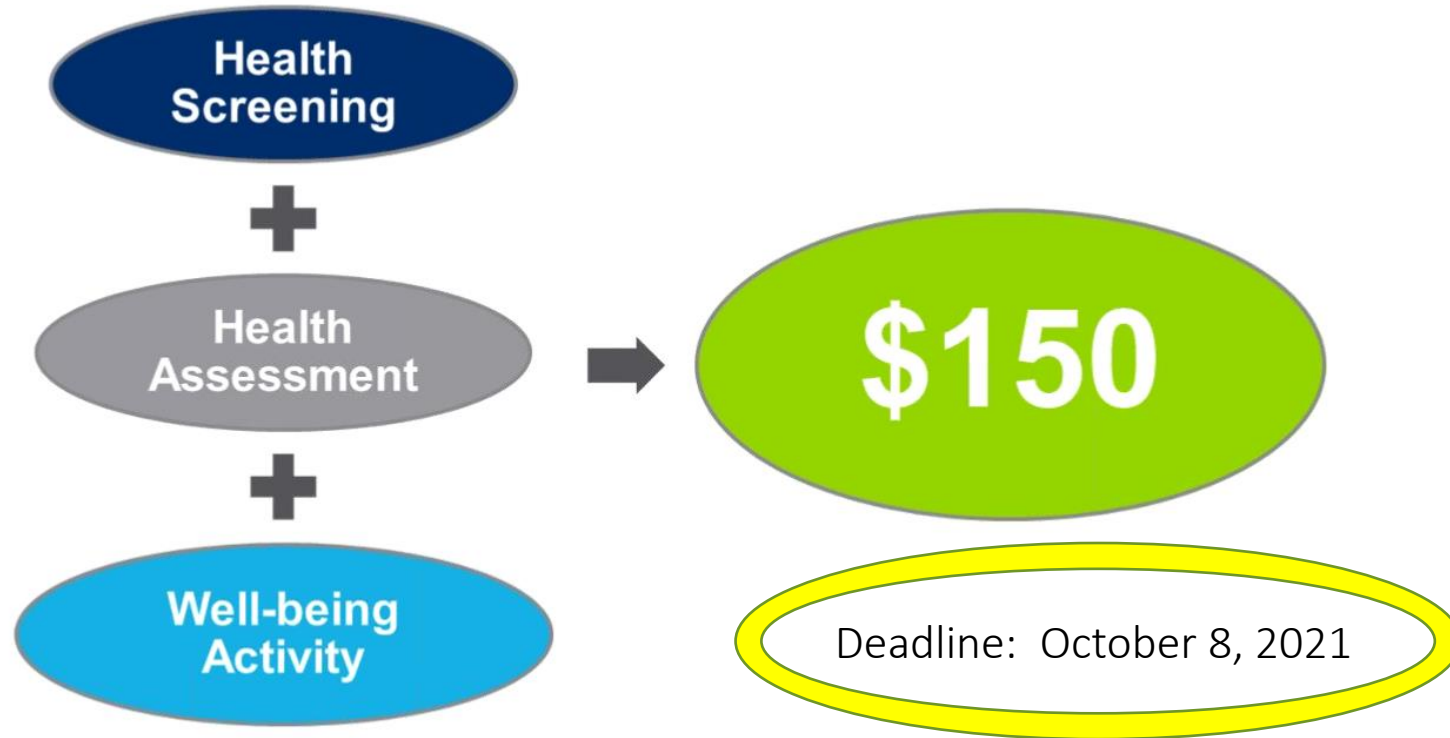 Health
Screening
+
Health
Assessment
+
Well-being
Activity
$150
Deadline: October 8, 2021